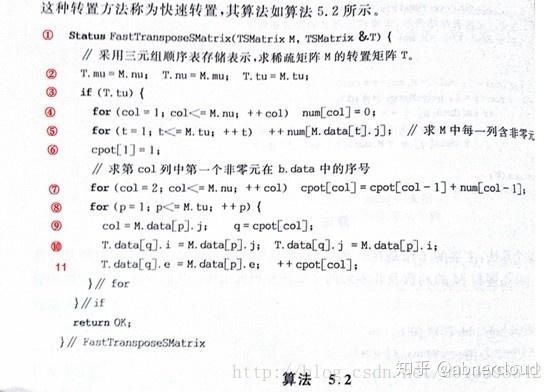 这种转置方法称为快速转置,其算法如算法 5.2 所示。
① Status FastTransposeSMatrix(TSMatrix M, TSMatrix &T) {
// 采用三元组顺序表存储表示,求稀疏矩阵 M 的转置矩阵 T。
② T.mu = M.nu; T.nu = M.mu; T.tu = M.tu;
③ if (T.tu) {
④ for (col = 1; col<= M.nu; ++col) num[col] = 0;
⑤ for (t = 1; t<= M.tu; ++t) ++num[M.data[t].j]; // 求 M 中每一列含非零元
⑥ cpot[1] = 1;
// 求第 col 列中第一个非零元在 b.data 中的序号
⑦ for (col = 2; col<= M.nu; ++col) cpot[col] = cpot[col-1] + num[col-1];
⑧ for (p = 1; p<= M.tu; ++p) {
⑨ col = M.data[p].j; q = cpot[col];
⑩ T.data[q].i = M.data[p].j; T.data[q].j = M.data[p].i;
11 T.data[q].e = M.data[p].e; ++cpot[col];
}// for
}//if
return OK;
}// FastTransposeSMatrix
知乎 @abnercloud
算法 5.2